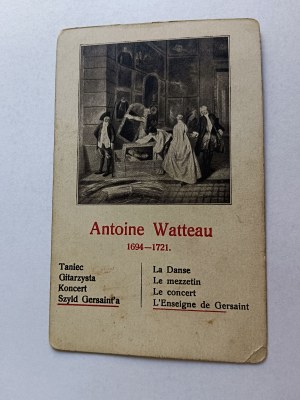 Antoine Watteau
1694—1721.
Taniec
Gitarzysta
Koncert
Szyld Gersaint'a
La Danse
Le mezzetin
Le concert
L'Enseigne de Gersaint